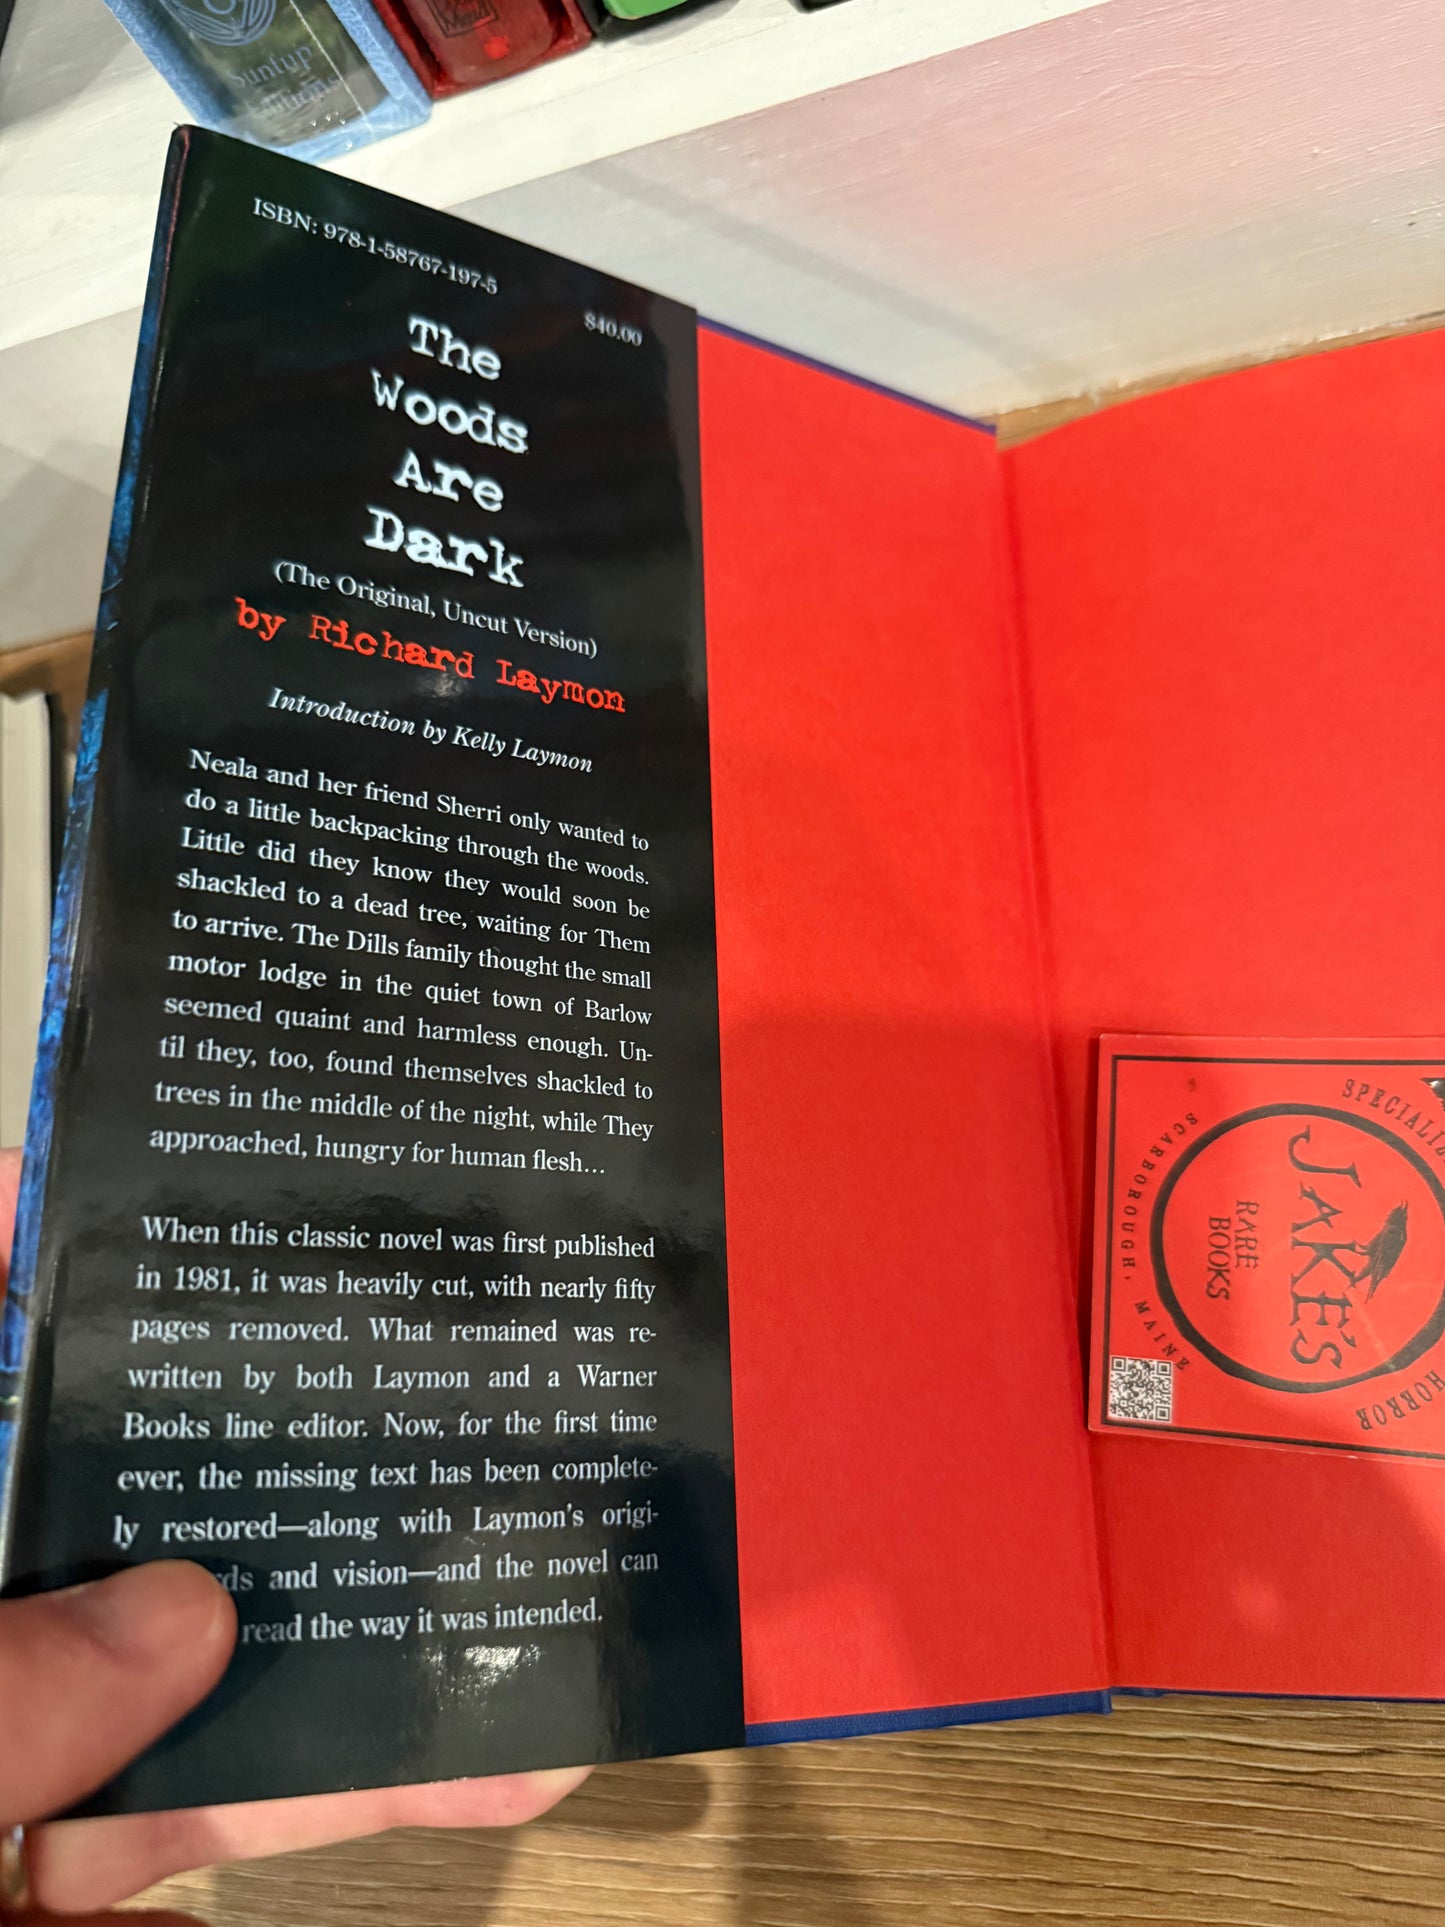 Suntup
Editions
ISBN: 978-1-58767-197-5
$40.00
The
Woods
Are
Dark
(The Original, Uncut Version)
by Richard Laymon
Introduction by Kelly Laymon
Neala and her friend Sherri only wanted to
do a little backpacking through the woods.
Little did they know they would soon be
shackled to a dead tree, waiting for Them
to arrive. The Dills family thought the small
motor lodge in the quiet town of Barlow
seemed quaint and harmless enough. Un-
til they, too, found themselves shackled to
trees in the middle of the night, while They
approached, hungry for human flesh...
When this classic novel was first published
in 1981, it was heavily cut, with nearly fifty
pages removed. What remained was re-
written by both Laymon and a Warner
Books line editor. Now, for the first time
ever, the missing text has been complete-
ly restored—along with Laymon's origi-
ds and vision—and the novel can
read the way it was intended.
SPECIALIZ
HORROR
JAKE'S
RARE
BOOKS
SCARBOROUGH, MAINE